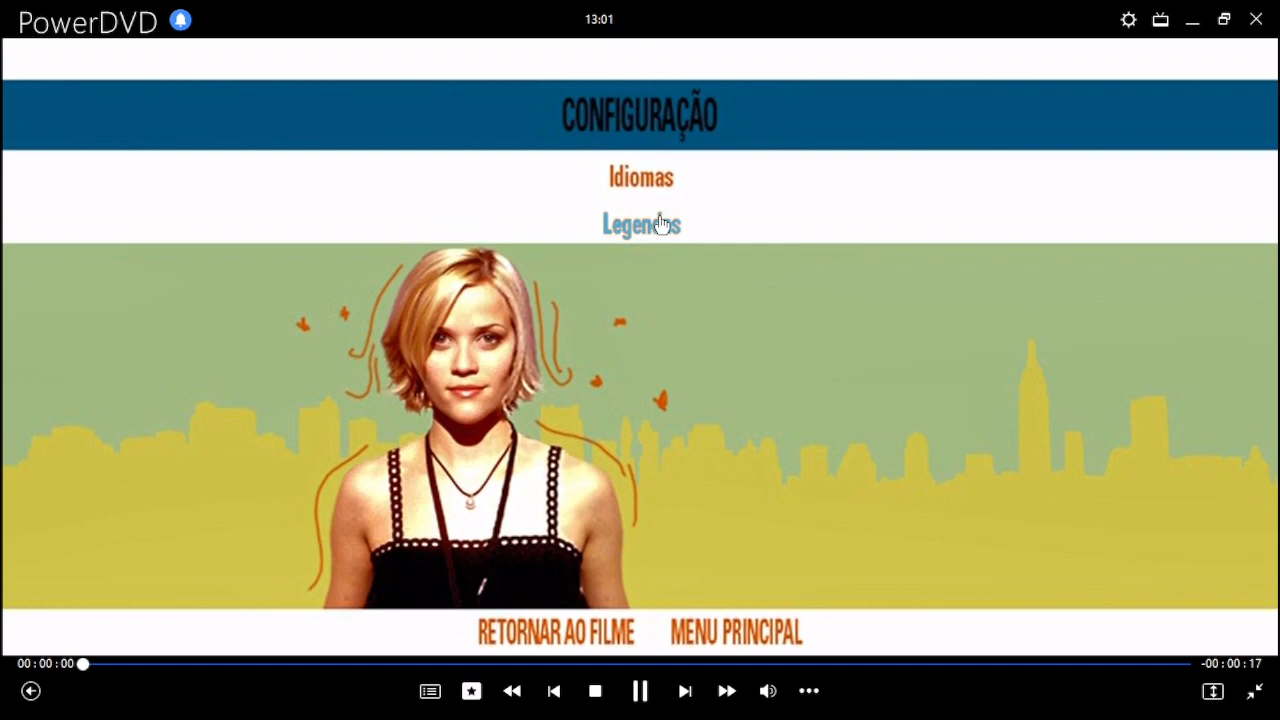 PowerDVD
13:01
CONFIGURAÇÃO
Idiomas
Legendas
RETORNAR AO FILME MENU PRINCIPAL
00:00:00 -00:00:17